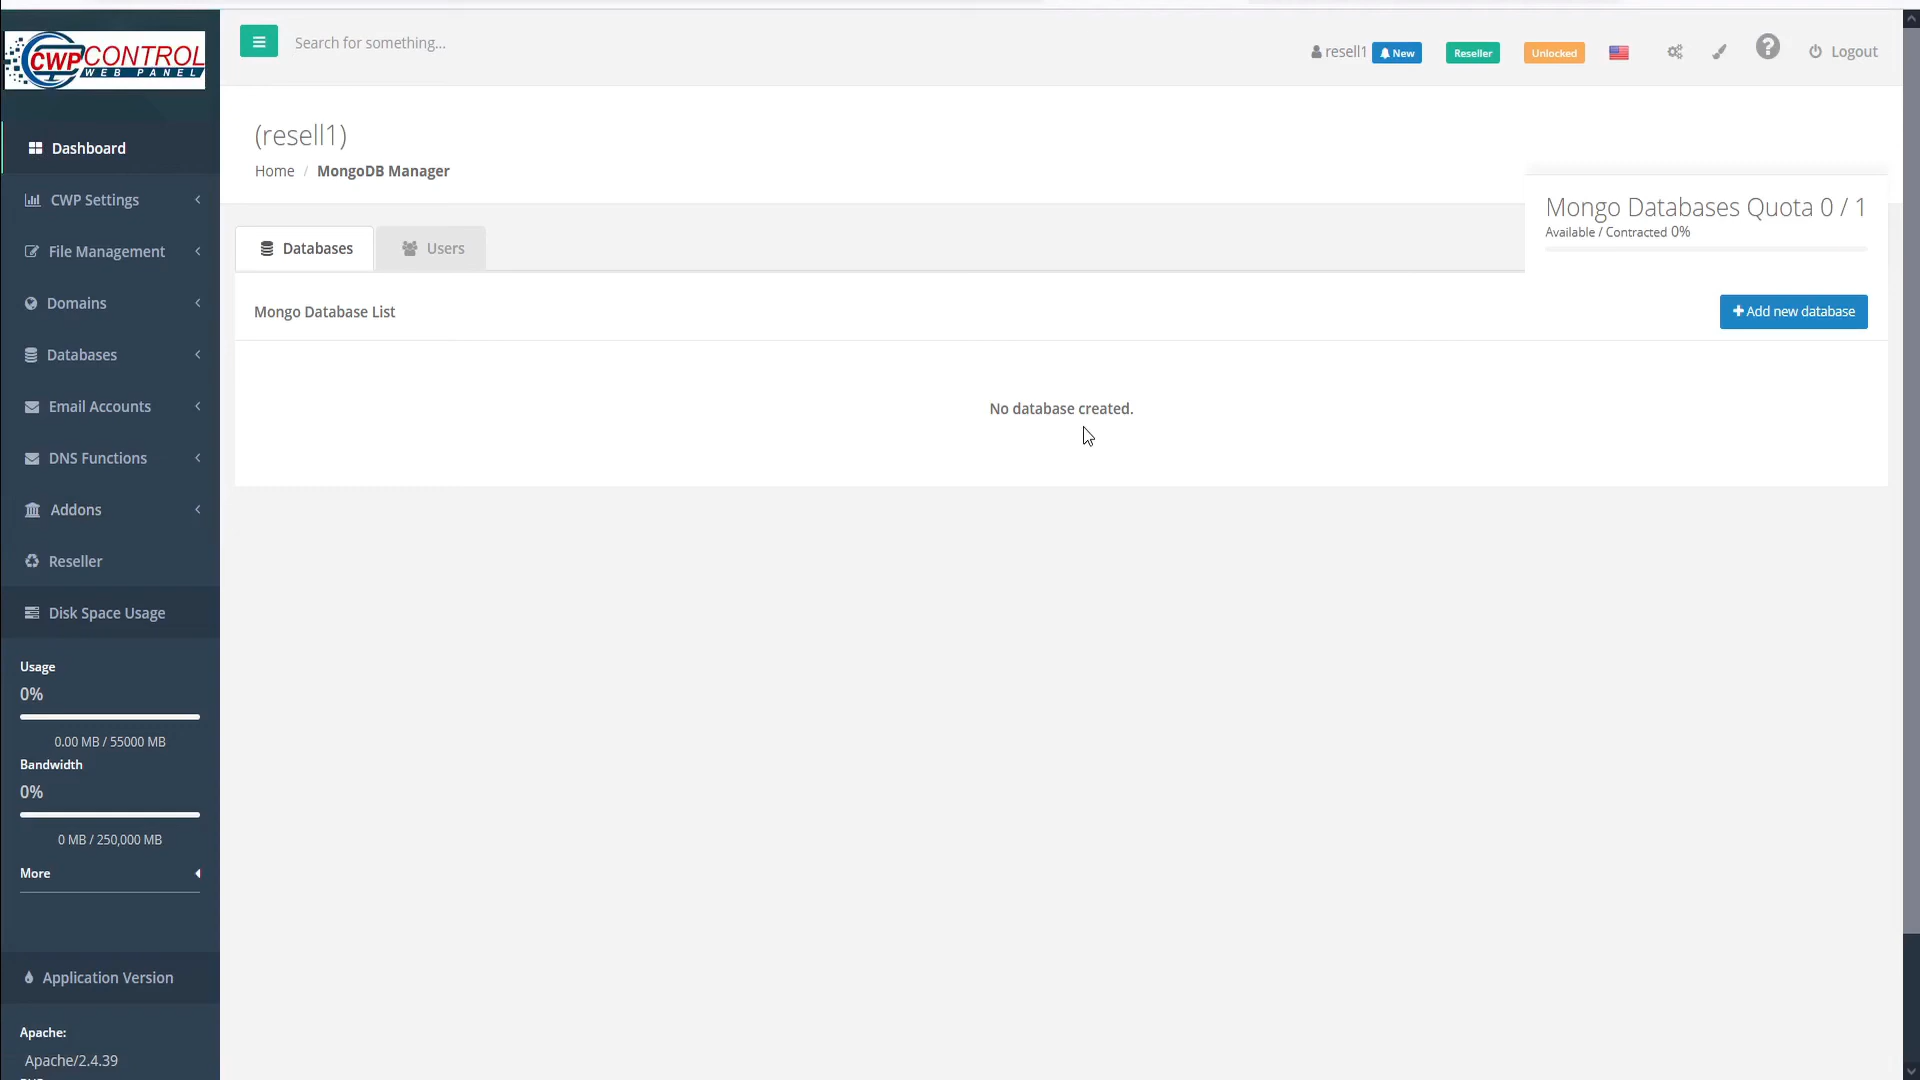 CWP CONTROL
WEB PANEL
Search for something...
resell1
New
Reseller
Unlocked
Logout
(resell1)
Home / MongoDB Manager
Mongo Databases Quota 0 / 1
Available / Contracted 0%
Databases
Users
Mongo Database List
Add new database
No database created.
Dashboard
CWP Settings
File Management
Domains
Databases
Email Accounts
DNS Functions
Addons
Reseller
Disk Space Usage
Usage
0%
0.00 MB / 55000 MB
Bandwidth
0%
0 MB / 250,000 MB
More
Application Version
Apache:
Apache/2.4.39